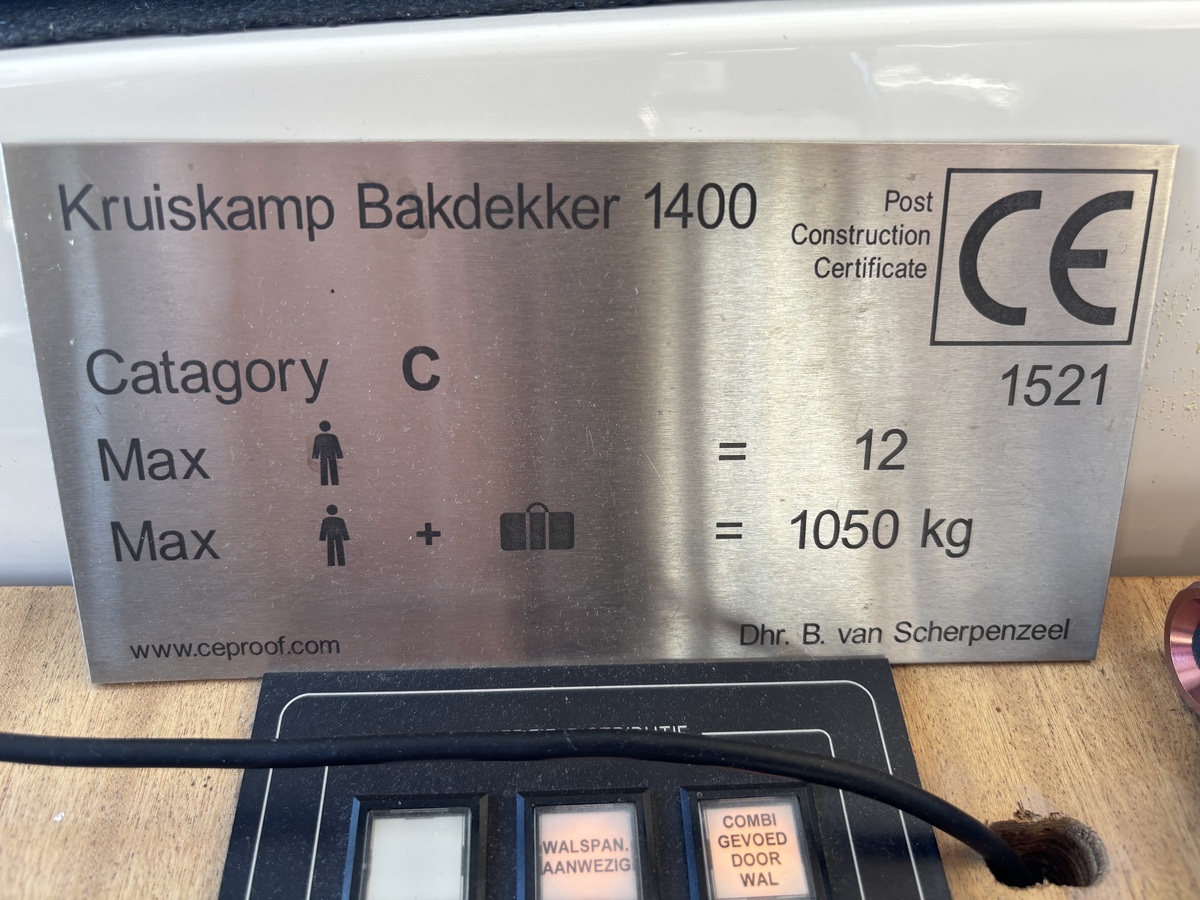 Kruiskamp Bakdekker 1400
Post
Construction
Certificate
CE
1521
Catagory C
Max = 12
Max + = 1050 kg
www.ceproof.com
Dhr. B. van Scherpenzeel
WALSPAN.
AANWEZIG
COMBI
GEVOED
DOOR
WAL